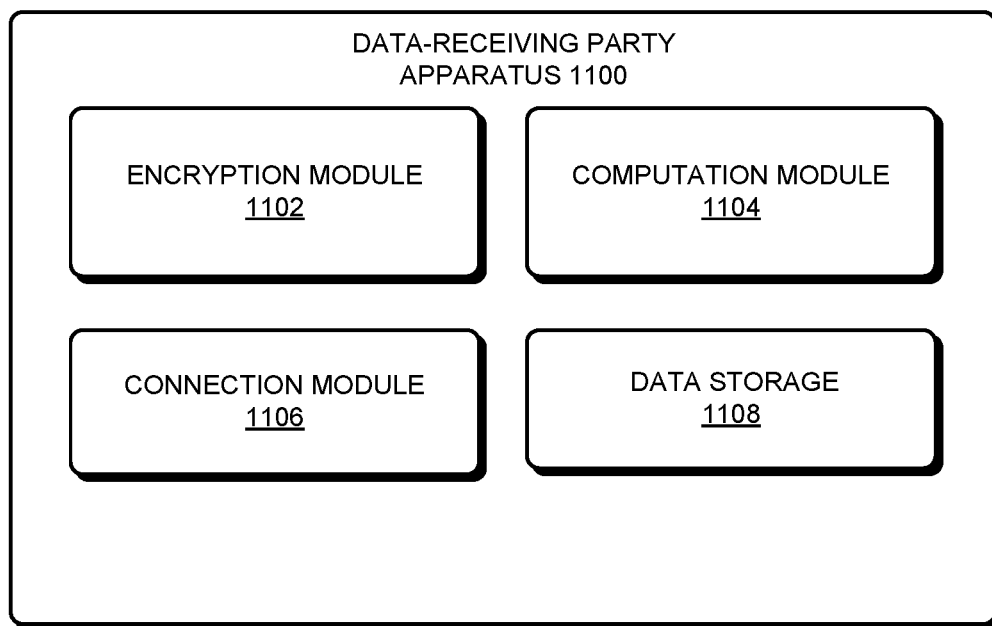 DATA-RECEIVING PARTY
APPARATUS 1100
ENCRYPTION MODULE
1102
COMPUTATION MODULE
1104
CONNECTION MODULE
1106
DATA STORAGE
1108